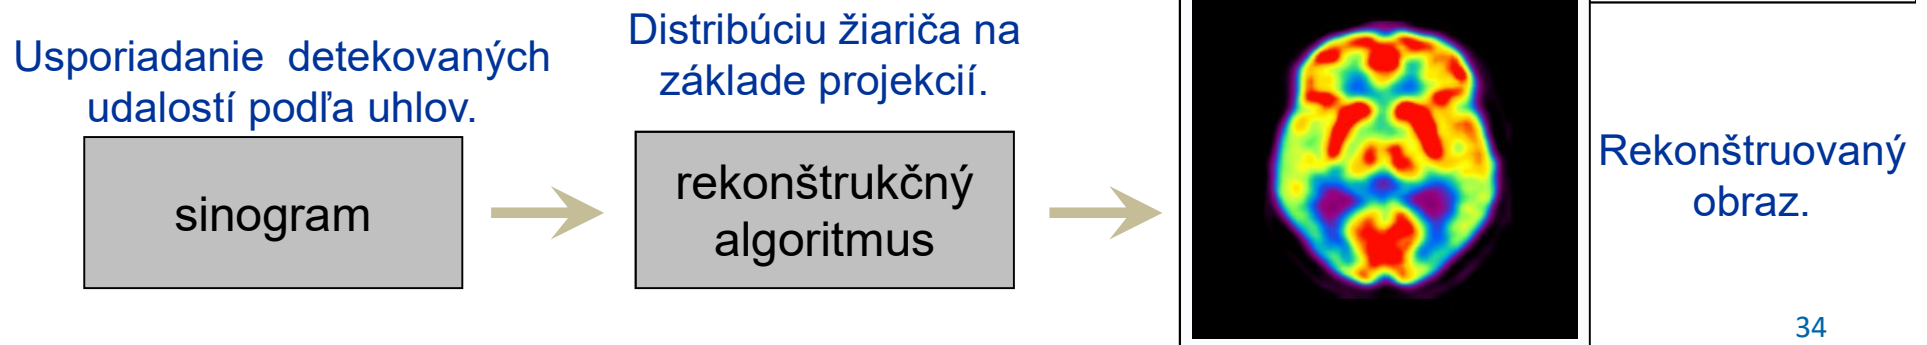 Usporiadanie detekovaných
udalostí podľa uhlov.
sinogram
Distribúciu žiariča na
základe projekcií.
rekonštrukčný
algoritmus
Rekonštruovaný
obraz.
34